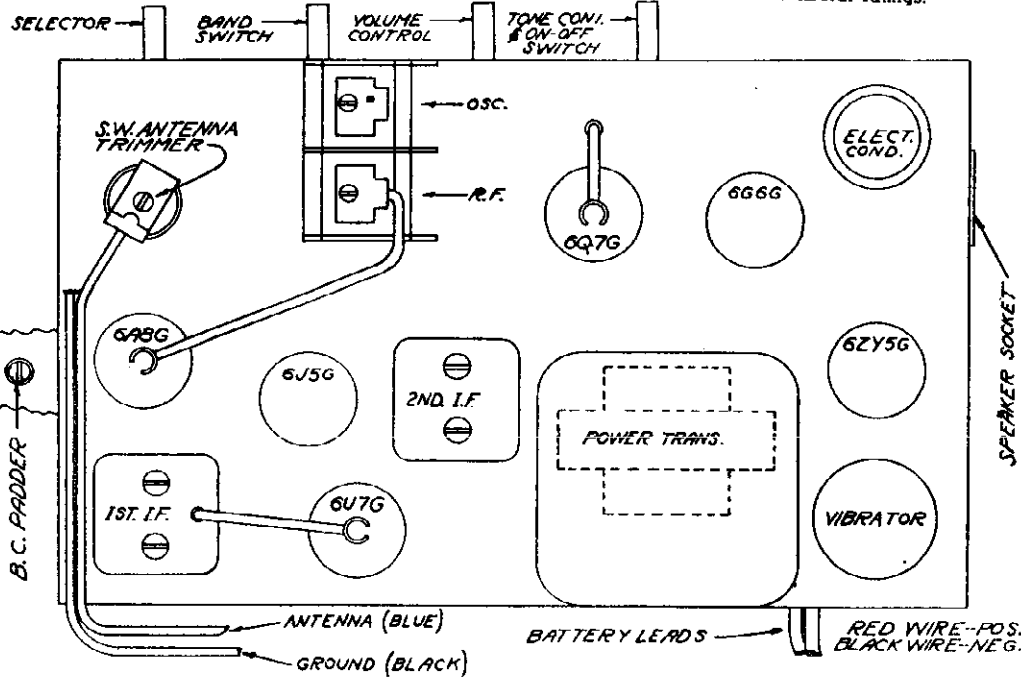 ratings.
SELECTOR
BAND
SWITCH
VOLUME
CONTROL
TONE CONT.
& ON-OFF
SWITCH
OSC.
S.W. ANTENNA
TRIMMER
R.F.
ELECT.
COND.
6G6G
6Q7G
6A8G
6J5G
2ND. I.F.
6ZY5G
SPEAKER SOCKET
POWER TRANS.
B.C. PADDER
1ST. I.F.
6U7G
VIBRATOR
ANTENNA (BLUE)
GROUND (BLACK)
BATTERY LEADS
RED WIRE--POS.
BLACK WIRE--NEG.